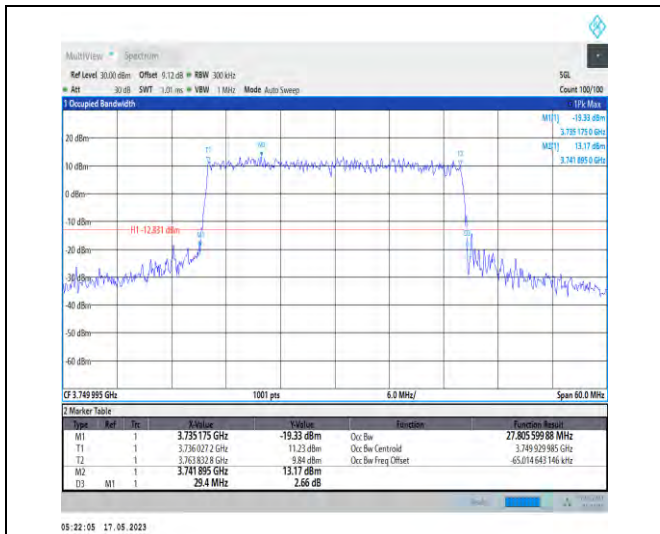 MultiView Spectrum
Ref Level 30.00 dBm Offset 9.12 dB RBW 300 kHz SGL
Att 30 dB SWT 1.01 ms VBW 1 MHz Mode Auto Sweep Count 100/100
1 Occupied Bandwidth 1Pk Max
M1[1] -19.33 dBm
3.735 175 0 GHz
20 dBm M2[1] 13.17 dBm
T1 M2 T2 3.741 895 0 GHz
10 dBm
0 dBm
-10 dBm
H1 -12.831 dBm
M1 D3
-20 dBm
-30 dBm
-40 dBm
-50 dBm
-60 dBm
CF 3.749 995 GHz 1001 pts 6.0 MHz/ Span 60.0 MHz
2 Marker Table
Type Ref Trc X-Value Y-Value Function Function Result
M1 1 3.735175 GHz -19.33 dBm Occ Bw 27.805 599 88 MHz
T1 1 3.736 027 2 GHz 11.23 dBm Occ Bw Centroid 3.749 929 985 GHz
T2 1 3.763 832 8 GHz 9.84 dBm Occ Bw Freq Offset -65.014 643 146 kHz
M2 1 3.741 895 GHz 13.17 dBm
D3 M1 1 29.4 MHz 2.66 dB
05:22:05 17.05.2023